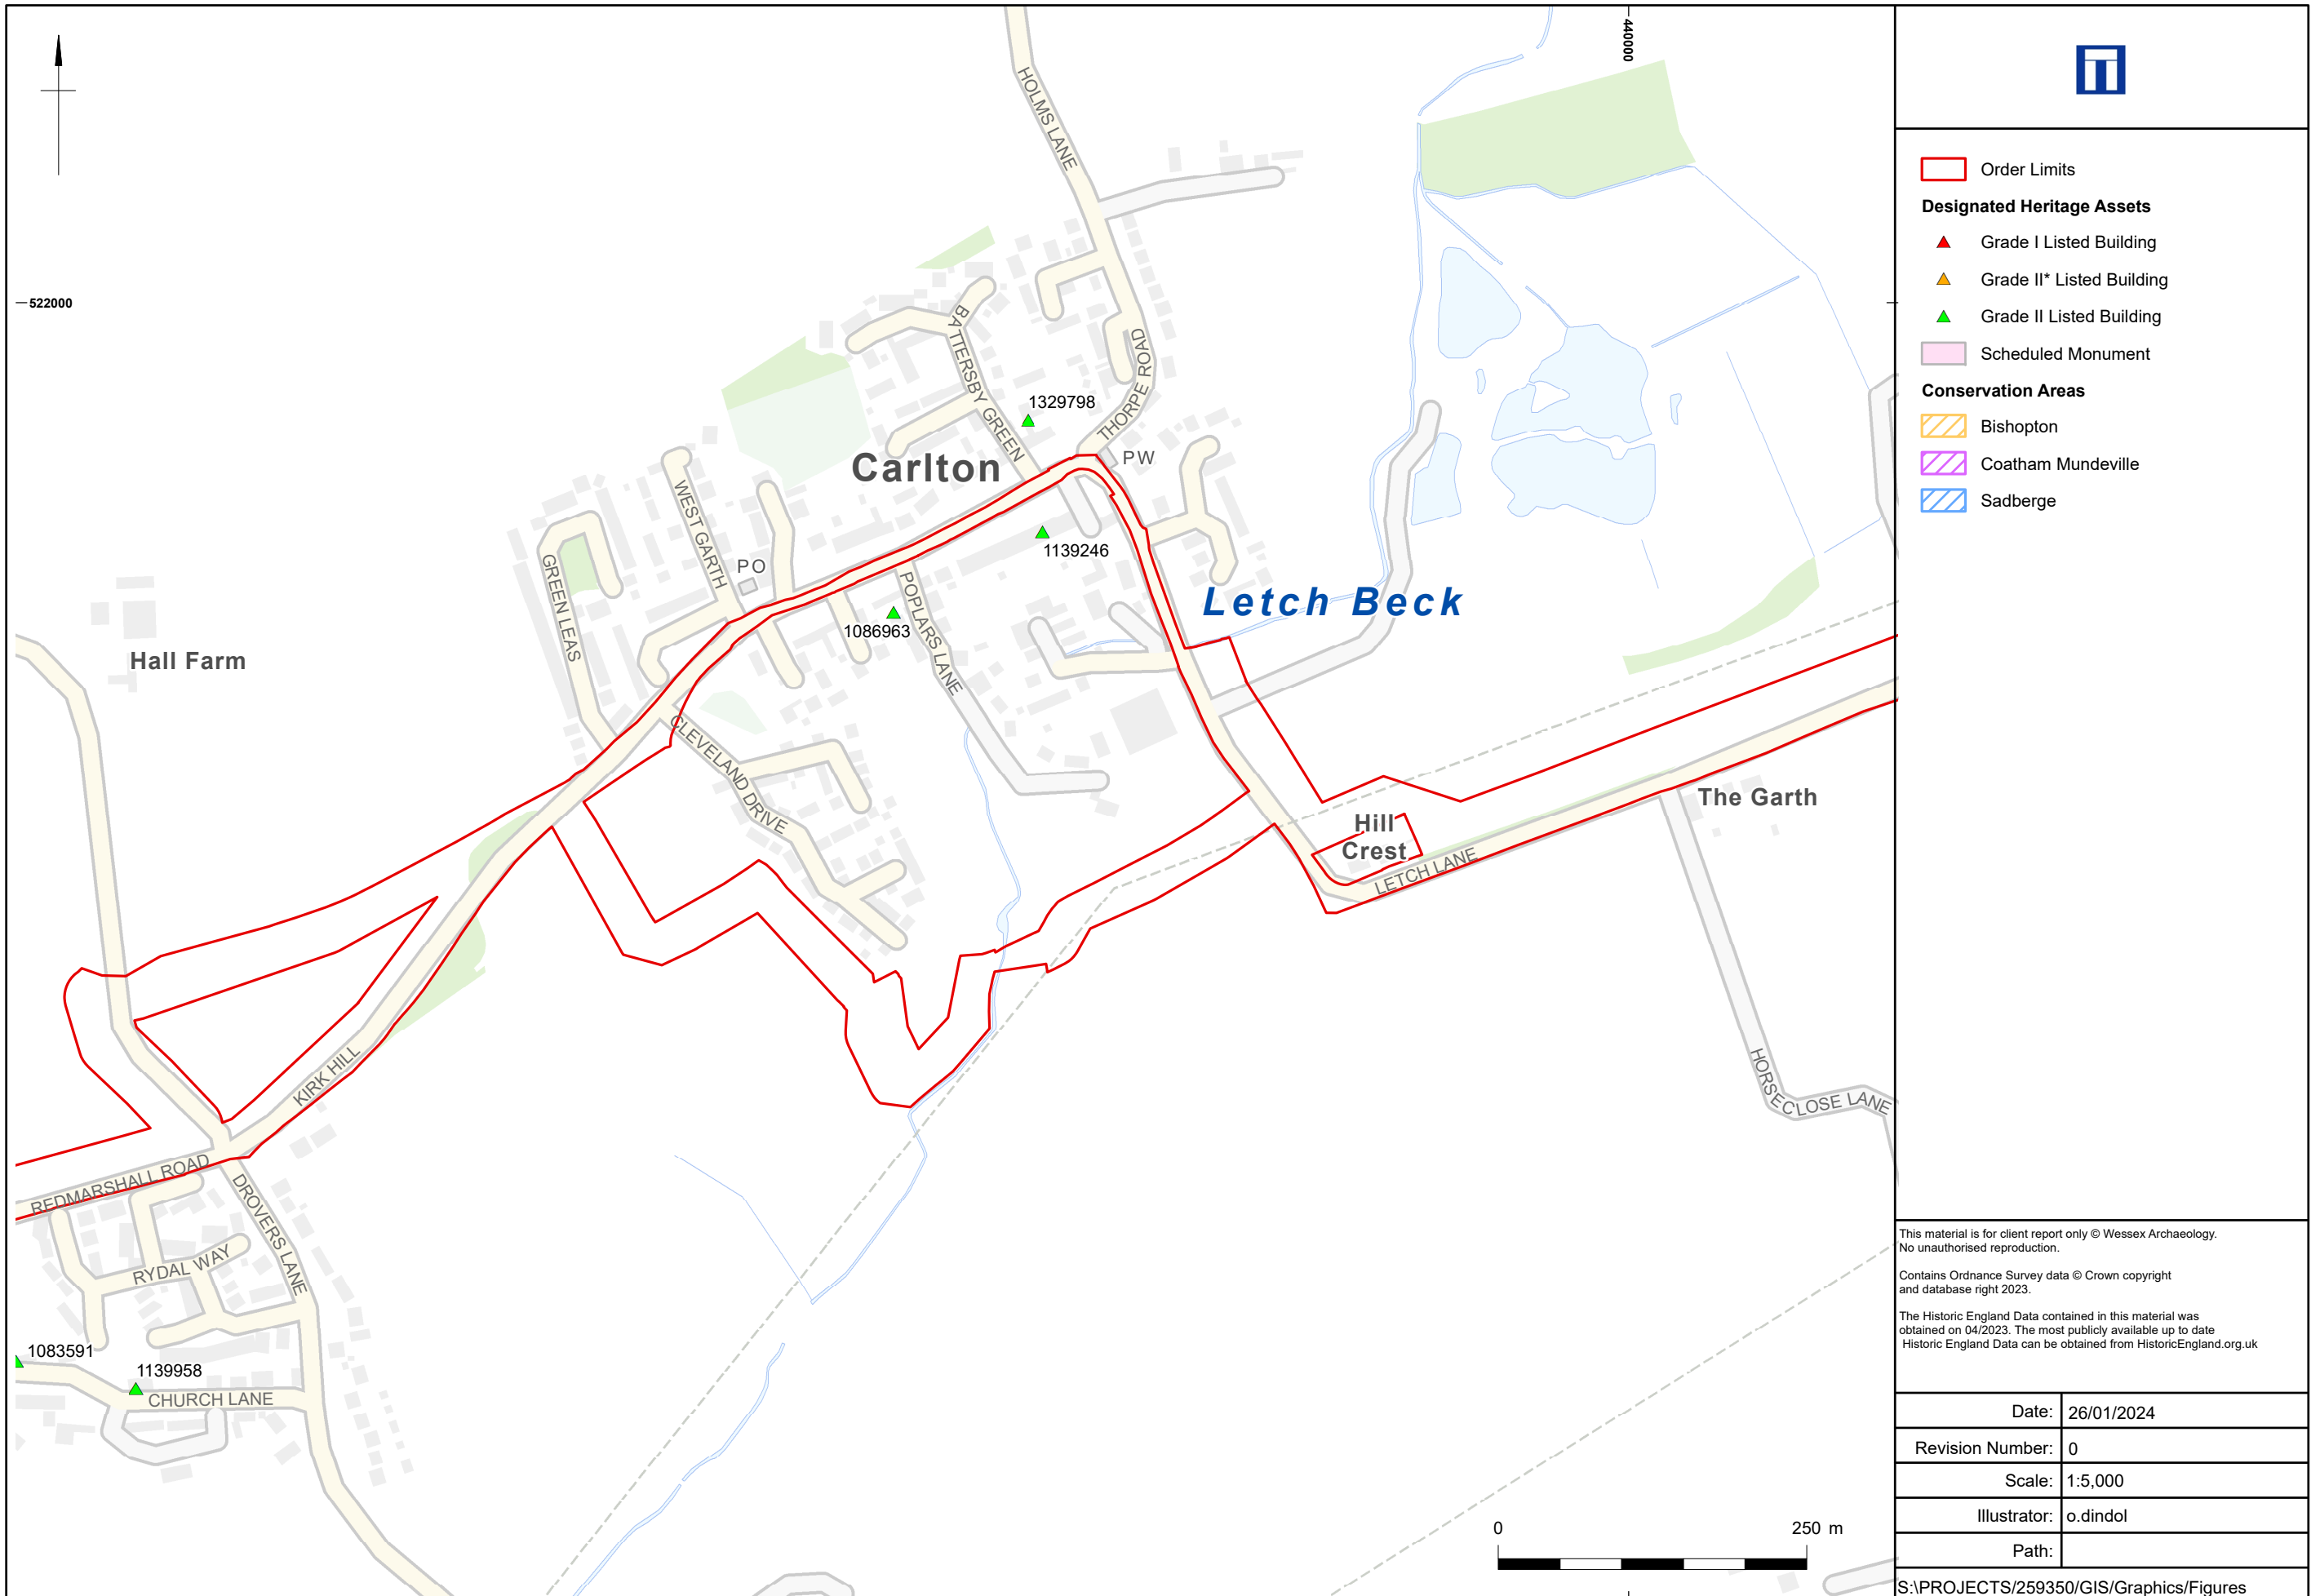 440000
522000
HOLMS LANE
BATTERSBY GREEN
THORPE ROAD
1329798
Carlton
PW
WEST GARTH
1139246
GREEN LEAS
PO
POPLARS LANE
Letch Beck
1086963
Hall Farm
CLEVELAND DRIVE
The Garth
Hill
Crest
LETCH LANE
KIRK HILL
HORSECLOSE LANE
REDMARSHALL ROAD
DROVERS LANE
RYDAL WAY
1083591
1139958
CHURCH LANE
0 250 m
Order Limits
Designated Heritage Assets
Grade I Listed Building
Grade II* Listed Building
Grade II Listed Building
Scheduled Monument
Conservation Areas
Bishopton
Coatham Mundeville
Sadberge
This material is for client report only © Wessex Archaeology.
No unauthorised reproduction.
Contains Ordnance Survey data © Crown copyright
and database right 2023.
The Historic England Data contained in this material was
obtained on 04/2023. The most publicly available up to date
Historic England Data can be obtained from HistoricEngland.org.uk
Date: 26/01/2024
Revision Number: 0
Scale: 1:5,000
Illustrator: o.dindol
Path:
S:\PROJECTS/259350/GIS/Graphics/Figures